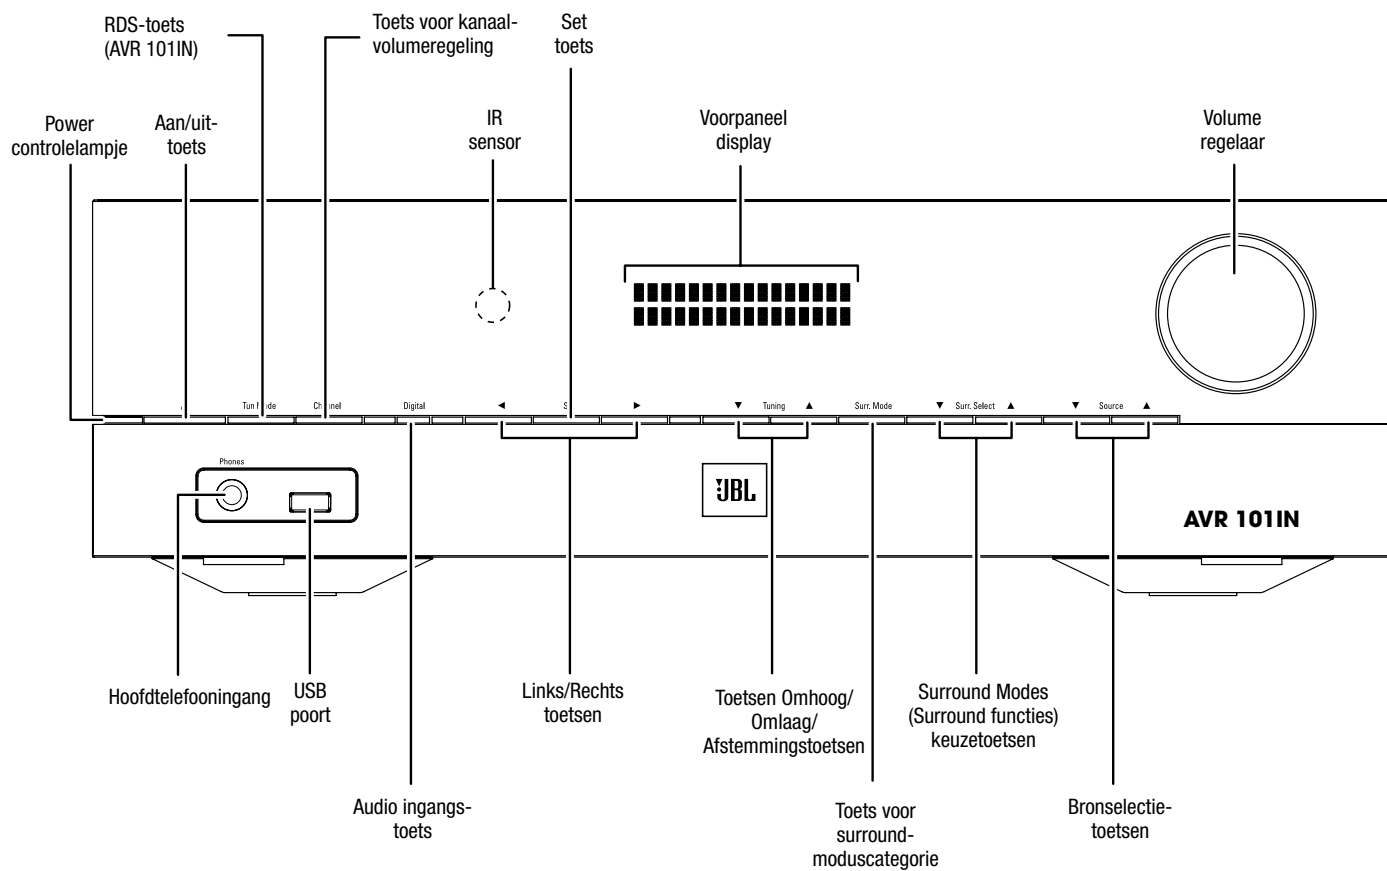 RDS-toets
(AVR 101IN)
Toets voor kanaal-
volumeregeling
Set
toets
Power
controlelampje
Aan/uit-
toets
IR
sensor
Voorpaneel
display
Volume
regelaar
Channel
Digital
Tuning
Surr. Mode
Surr. Select
Source
Phones
JBL
AVR 101IN
Hoofdtelefooningang
USB
poort
Links/Rechts
toetsen
Toetsen Omhoog/
Omlaag/
Afstemmingstoetsen
Surround Modes
(Surround functies)
keuzetoetsen
Audio ingangs-
toets
Toets voor
surround-
moduscategorie
Bronselectie-
toetsen